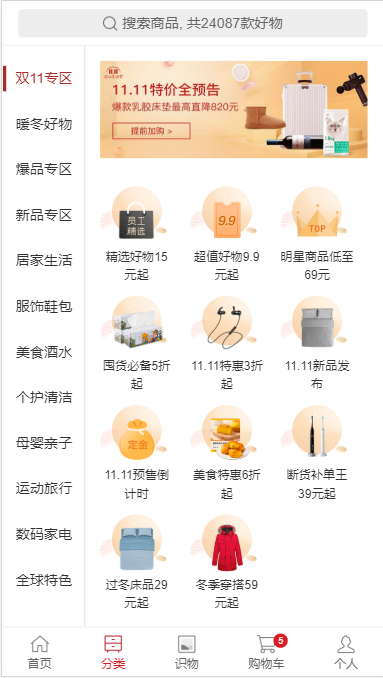 搜索商品, 共24087款好物
双11专区
暖冬好物
爆品专区
新品专区
居家生活
服饰鞋包
美食酒水
个护清洁
母婴亲子
运动旅行
数码家电
全球特色
11.11特价全预告
爆款乳胶床垫最高直降820元
提前加购 >
员工
精选
9.9
TOP
精选好物15
元起
超值好物9.9
元起
明星商品低至
69元
囤货必备5折
起
11.11特惠3折
起
11.11新品发
布
定金
11.11预售倒
计时
美食特惠6折
起
断货补单王
39元起
过冬床品29
元起
冬季穿搭59
元起
首页
分类
识物
购物车
5
个人